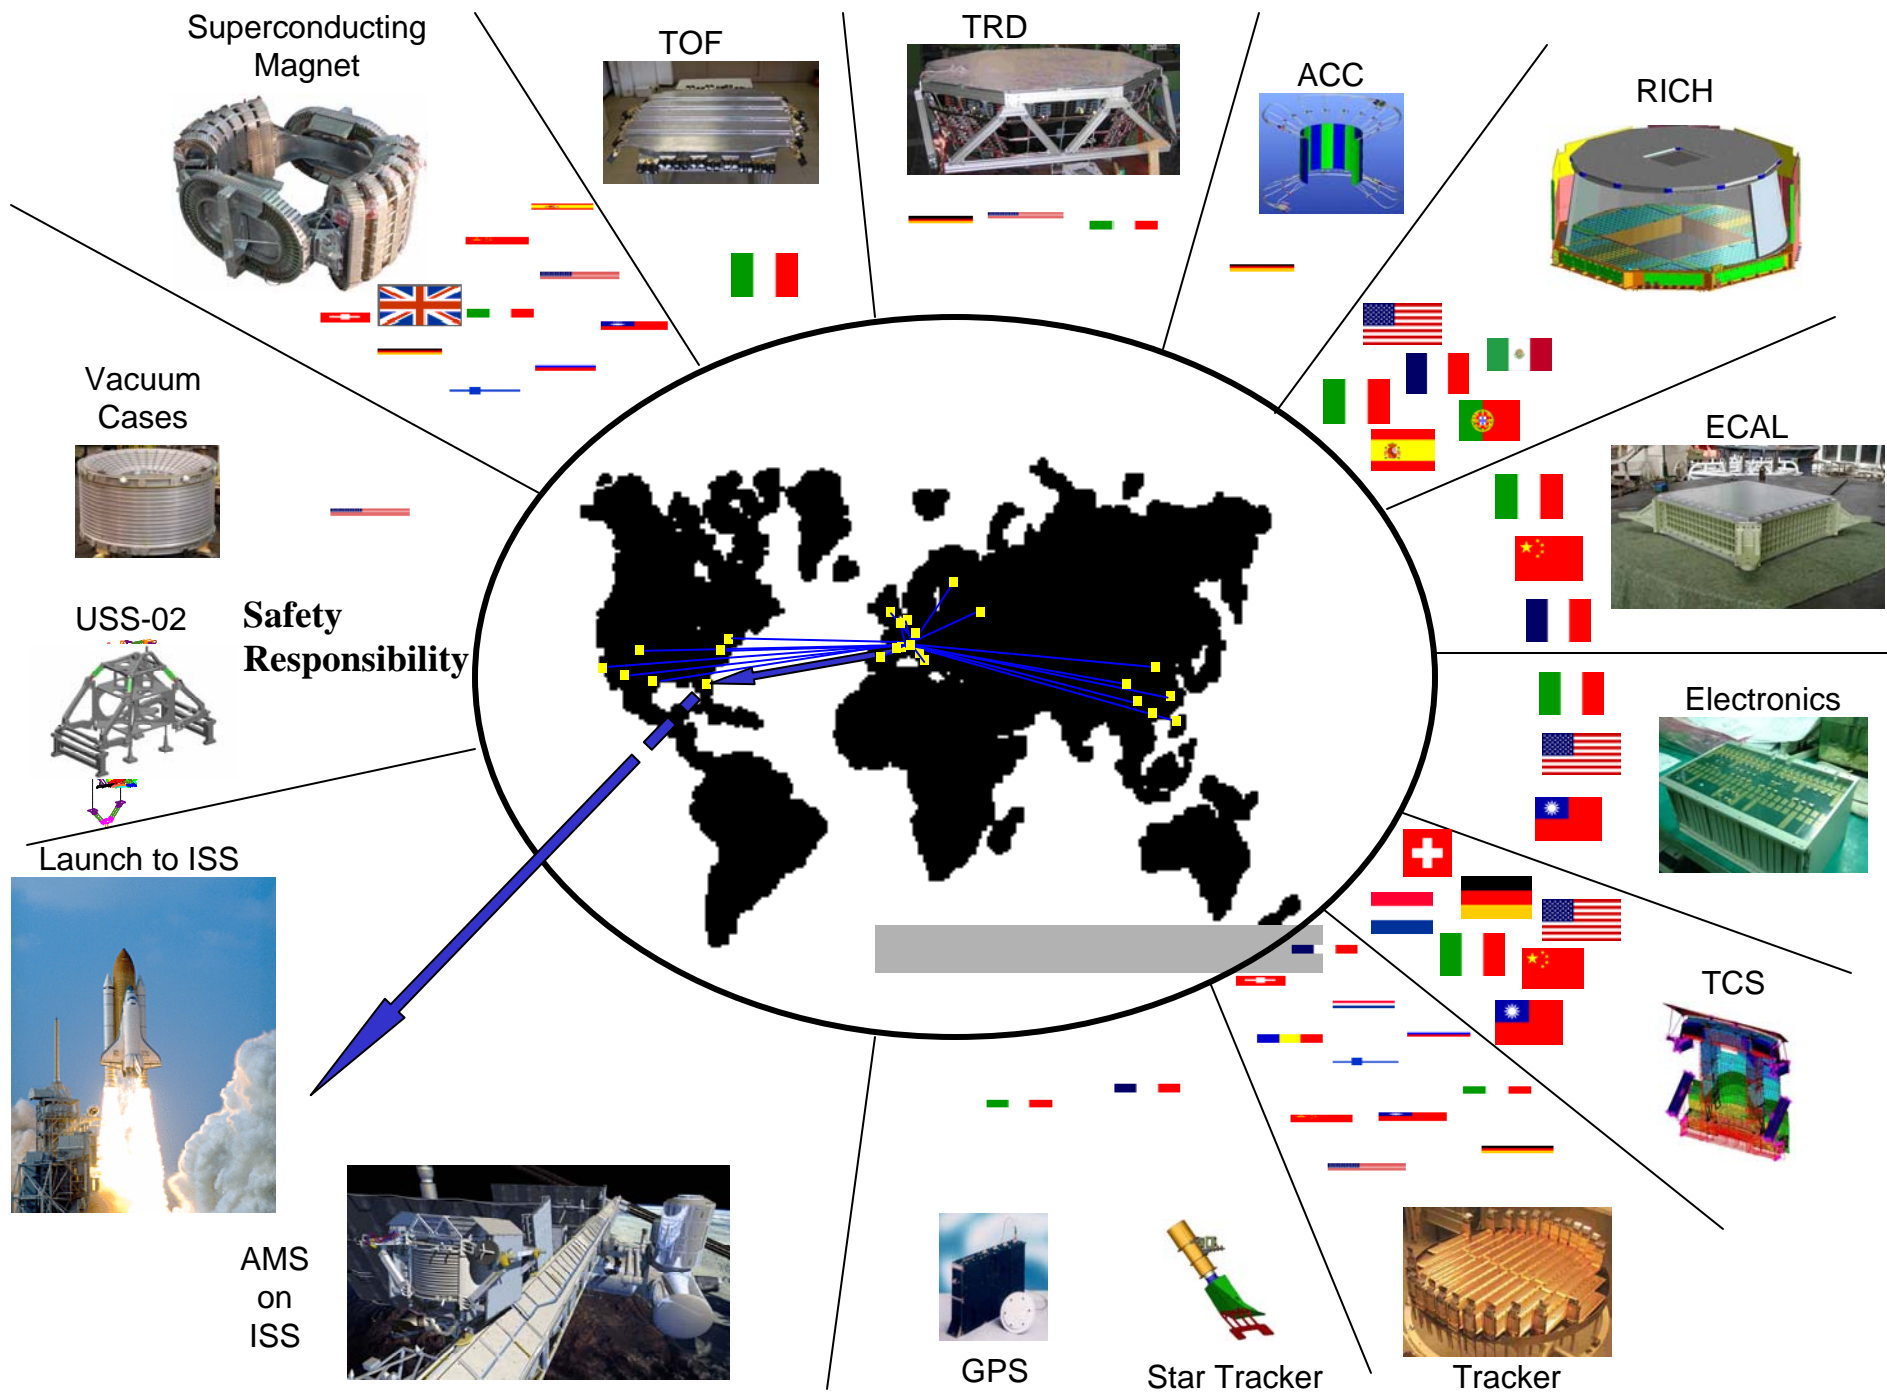 Superconducting
Magnet
TOF
TRD
ACC
RICH
Vacuum
Cases
ECAL
USS-02
Safety
Responsibility
Electronics
Launch to ISS
TCS
AMS
on
ISS
GPS
Star Tracker
Tracker